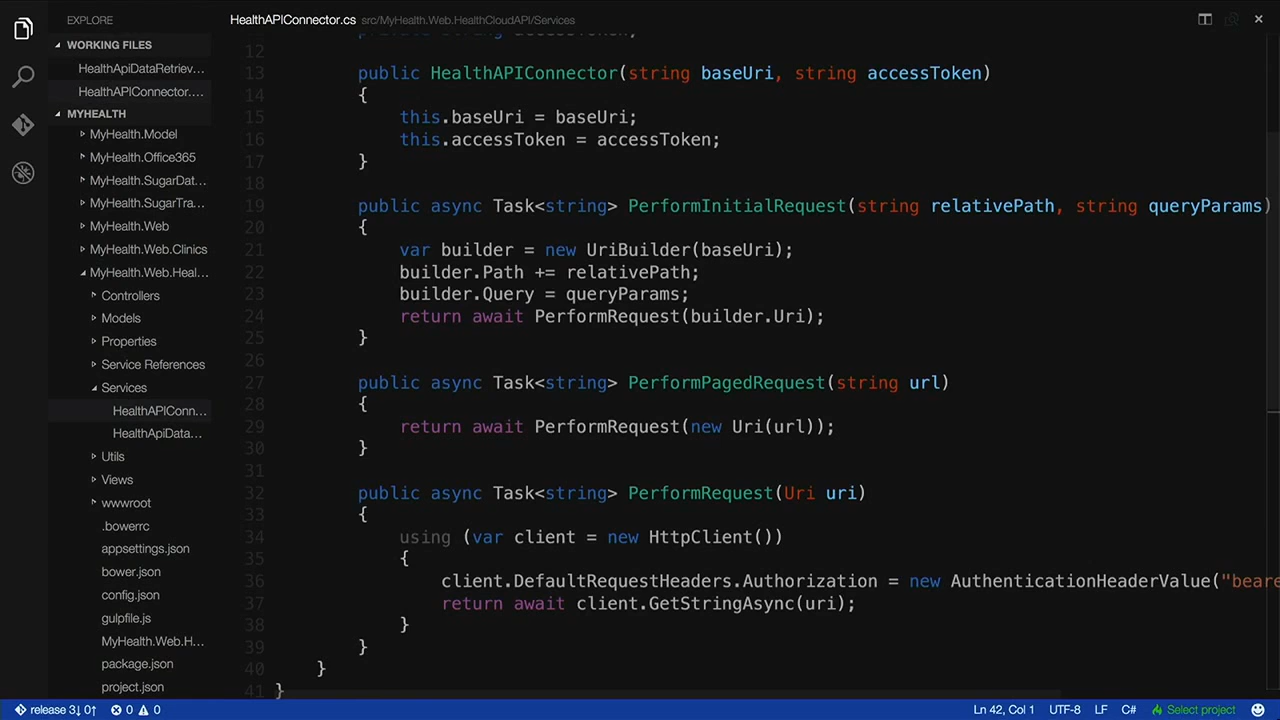 EXPLORE
HealthAPIConnector.cs src/MyHealth.Web.HealthCloudAPI/Services
WORKING FILES
HealthApiDataRetriev...
HealthAPIConnector....
MYHEALTH
MyHealth.Model
MyHealth.Office365
MyHealth.SugarDat...
MyHealth.SugarTra...
MyHealth.Web
MyHealth.Web.Clinics
MyHealth.Web.Heal...
Controllers
Models
Properties
Service References
Services
HealthAPIConn...
HealthApiData...
Utils
Views
wwwroot
.bowerrc
appsettings.json
bower.json
config.json
gulpfile.js
MyHealth.Web.H...
package.json
project.json
12
13 public HealthAPIConnector(string baseUri, string accessToken)
14 {
15 this.baseUri = baseUri;
16 this.accessToken = accessToken;
17 }
18
19 public async Task<string> PerformInitialRequest(string relativePath, string queryParams)
20 {
21 var builder = new UriBuilder(baseUri);
22 builder.Path += relativePath;
23 builder.Query = queryParams;
24 return await PerformRequest(builder.Uri);
25 }
26
27 public async Task<string> PerformPagedRequest(string url)
28 {
29 return await PerformRequest(new Uri(url));
30 }
31
32 public async Task<string> PerformRequest(Uri uri)
33 {
34 using (var client = new HttpClient())
35 {
36 client.DefaultRequestHeaders.Authorization = new AuthenticationHeaderValue("beare
37 return await client.GetStringAsync(uri);
38 }
39 }
40 }
41 }
release 3↓ 0↑ 0 0 Ln 42, Col 1 UTF-8 LF C# Select project